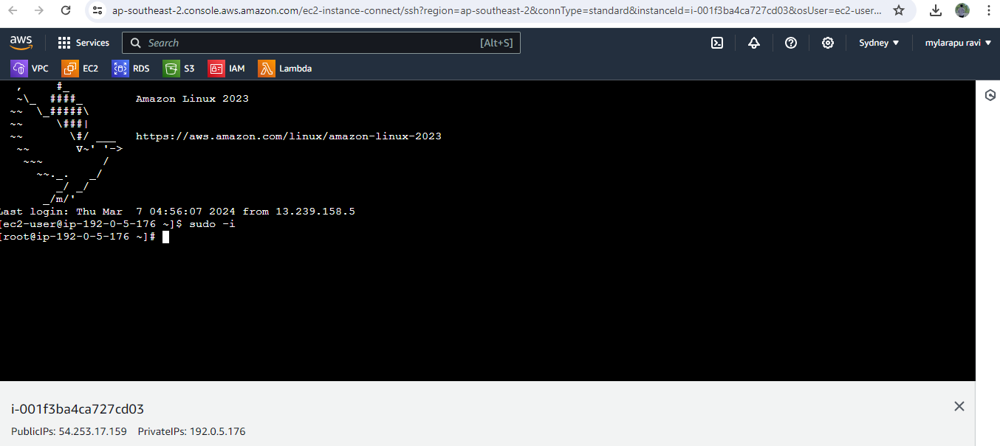 ap-southeast-2.console.aws.amazon.com/ec2-instance-connect/ssh?region=ap-southeast-2&connType=standard&instanceId=i-001f3ba4ca727cd03&osUser=ec2-user...
aws Services Search [Alt+S] Sydney mylarapu ravi
VPC EC2 RDS S3 IAM Lambda
   ,     #_
   ~\_  ####_        Amazon Linux 2023
  ~~  \_#####\
  ~~     \###|
  ~~       \#/ ___   https://aws.amazon.com/linux/amazon-linux-2023
   ~~       V~' '->
    ~~~         /
      ~~._.   _/
         _/ _/
       _/m/'
Last login: Thu Mar  7 04:56:07 2024 from 13.239.158.5
[ec2-user@ip-192-0-5-176 ~]$ sudo -i
[root@ip-192-0-5-176 ~]#
i-001f3ba4ca727cd03
PublicIPs: 54.253.17.159 PrivateIPs: 192.0.5.176